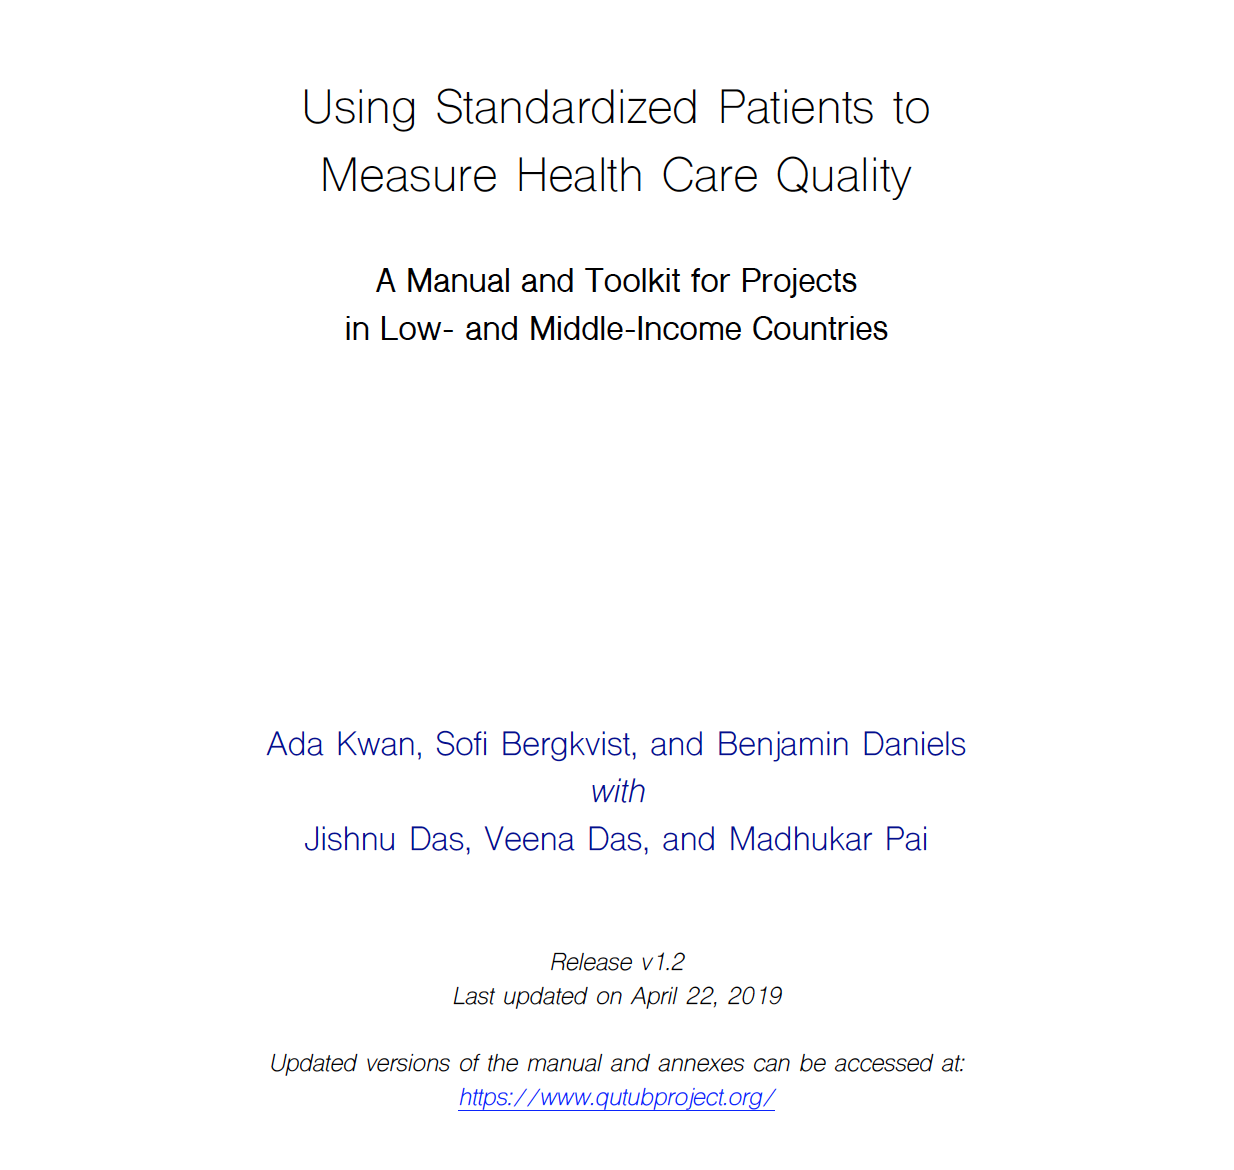 Using Standardized Patients to
Measure Health Care Quality
A Manual and Toolkit for Projects
in Low- and Middle-Income Countries
Ada Kwan, Sofi Bergkvist, and Benjamin Daniels
with
Jishnu Das, Veena Das, and Madhukar Pai
Release v1.2
Last updated on April 22, 2019
Updated versions of the manual and annexes can be accessed at:
https://www.qutubproject.org/